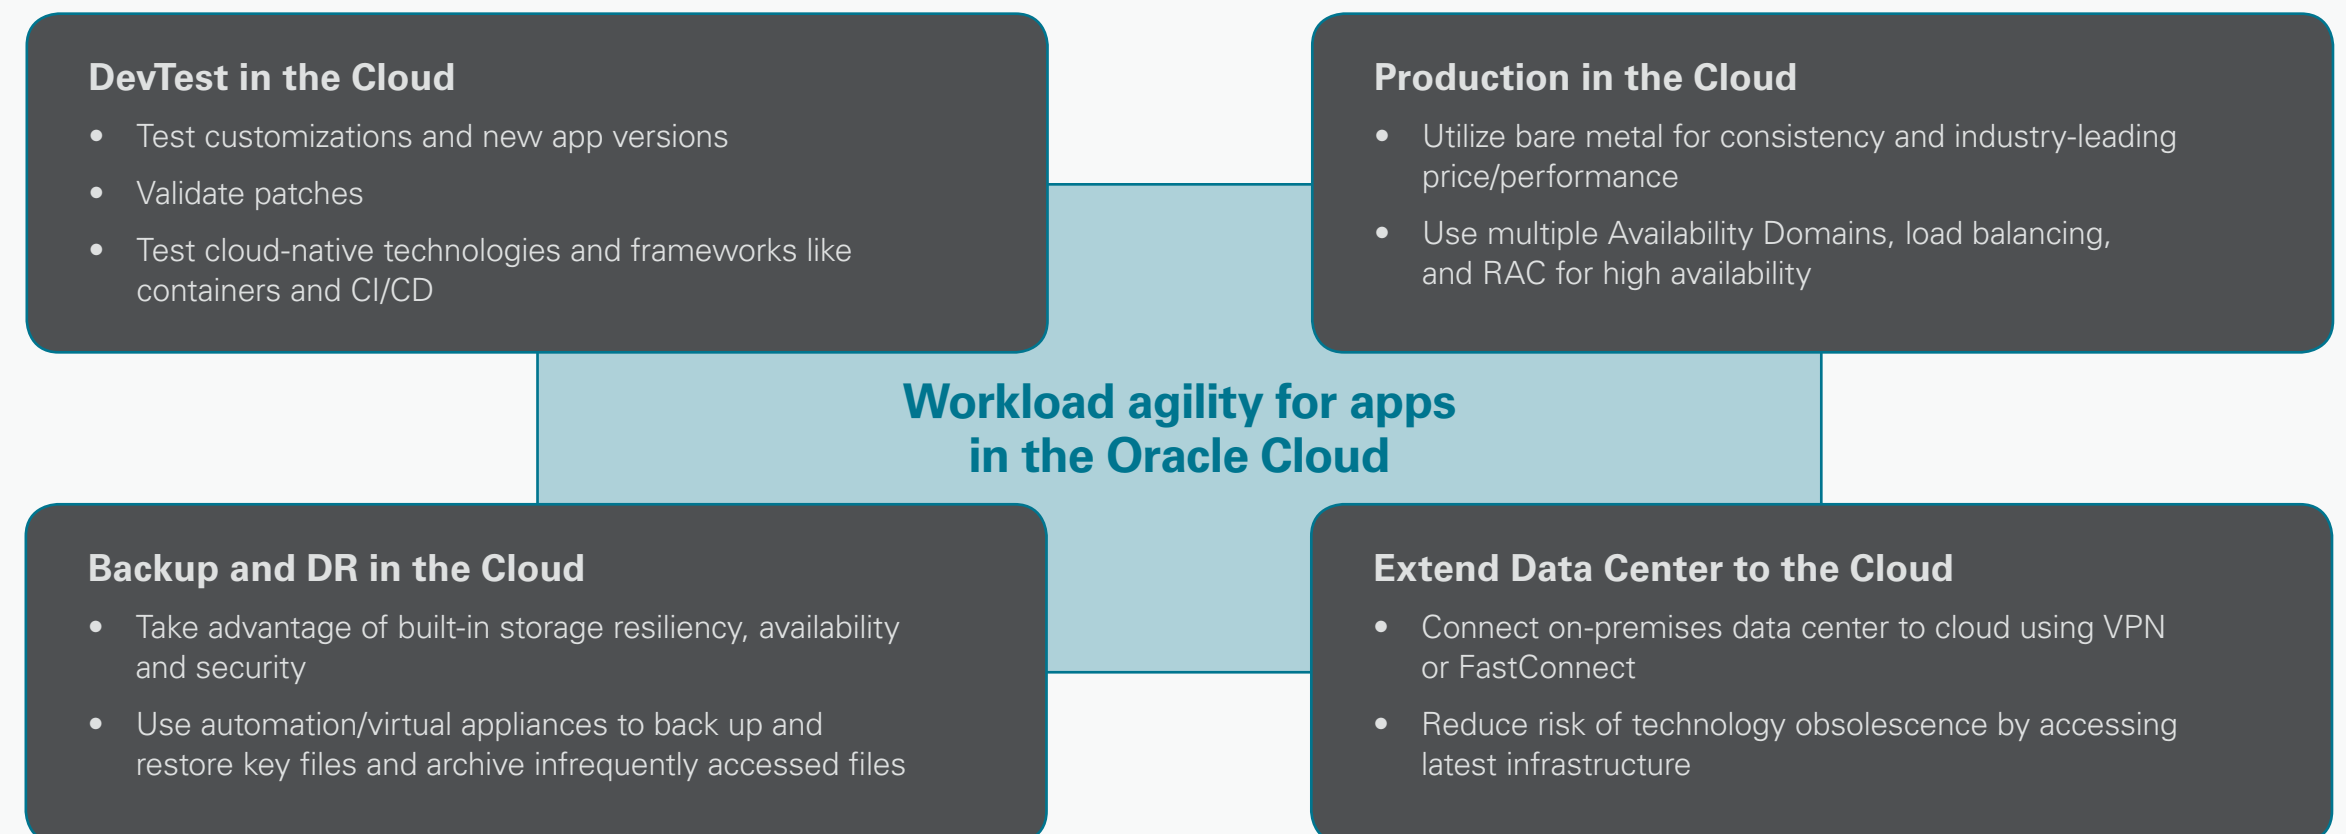 DevTest in the Cloud
• Test customizations and new app versions
• Validate patches
• Test cloud-native technologies and frameworks like
containers and CI/CD
Production in the Cloud
• Utilize bare metal for consistency and industry-leading
price/performance
• Use multiple Availability Domains, load balancing,
and RAC for high availability
Workload agility for apps
in the Oracle Cloud
Backup and DR in the Cloud
• Take advantage of built-in storage resiliency, availability
and security
• Use automation/virtual appliances to back up and
restore key files and archive infrequently accessed files
Extend Data Center to the Cloud
• Connect on-premises data center to cloud using VPN
or FastConnect
• Reduce risk of technology obsolescence by accessing
latest infrastructure